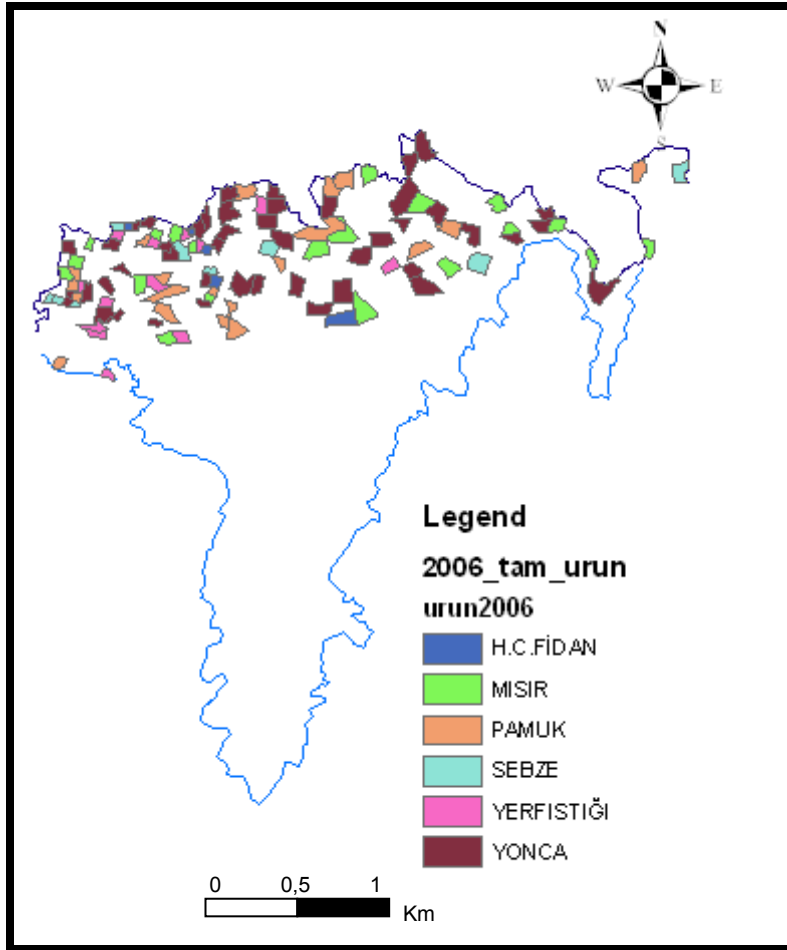 N
W E
S
Legend
2006_tam_urun
urun2006
H.C.FİDAN
MISIR
PAMUK
SEBZE
YERFISTIĞI
YONCA
0 0,5 1
Km